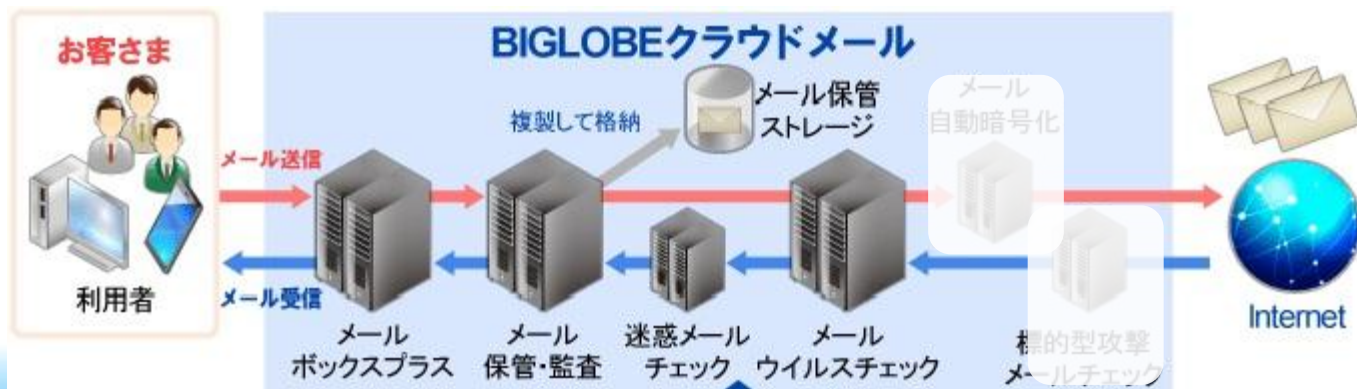 お客さま
BIGLOBEクラウドメール
メール保管
ストレージ
メール
自動暗号化
複製して格納
メール送信
メール受信
利用者
Internet
メール
ボックスプラス
メール
保管・監査
迷惑メール
チェック
メール
ウイルスチェック
標的型攻撃
メールチェック